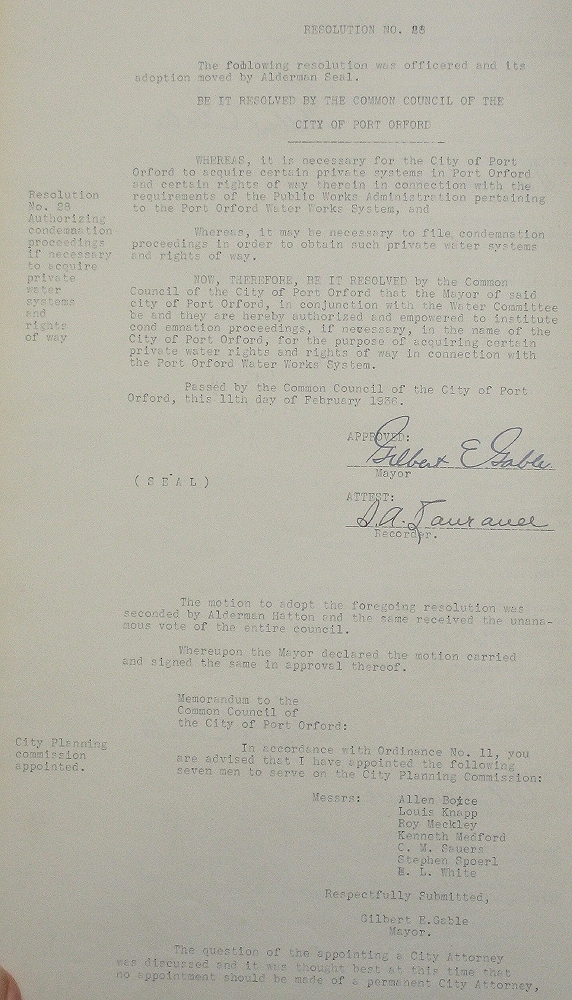 RESOLUTION NO. 28
The following resolution was officered and its
adoption moved by Alderman Seal.
BE IT RESOLVED BY THE COMMON COUNCIL OF THE
CITY OF PORT ORFORD
WHEREAS, it is necessary for the City of Port
Orford to acquire certain private systems in Port Orford
and certain rights of way therein in connection with the
requirements of the Public Works Administration pertaining
to the Port Orford Water Works System, and
Resolution
No. 28
Authorizing
condemnation
proceedings
if necessary
to acquire
private
water
systems
and
rights
of way
Whereas, it may be necessary to file condemnation
proceedings in order to obtain such private water systems
and rights of way.
NOW, THEREFORE, BE IT RESOLVED by the Common
Council of the City of Port Orford that the Mayor of said
city of Port Orford, in conjunction with the Water Committee
be and they are hereby authorized and empowered to institute
cond emnation proceedings, if necessary, in the name of the
City of Port Orford, for the purpose of acquiring certain
private water rights and rights of way in connection with
the Port Orford Water Works System.
Passed by the Common Council of the City of Port
Orford, this 11th day of February 1936.
APPROVED:
Gilbert E Gable
Mayor
( S E A L )
ATTEST:
Recorder.
The motion to adopt the foregoing resolution was
seconded by Alderman Hatton and the same received the unana-
mous vote of the entire council.
Whereupon the Mayor declared the motion carried
and signed the same in approval thereof.
Memorandum to the
Common Council of
the City of Port Orford:
City Planning
commission
appointed.
In accordance with Ordinance No. 11, you
are advised that I have appointed the following
seven men to serve on the City Planning Commission:
Messrs: Allen Boice
Louis Knapp
Roy Meckley
Kenneth Medford
C. M. Sauers
Stephen Spoerl
E. L. White
Respectfully Submitted,
Gilbert E.Gable
Mayor.
The question of the appointing a City Attorney
was discussed and it was thought best at this time that
no appointment should be made of a permanent City Attorney,